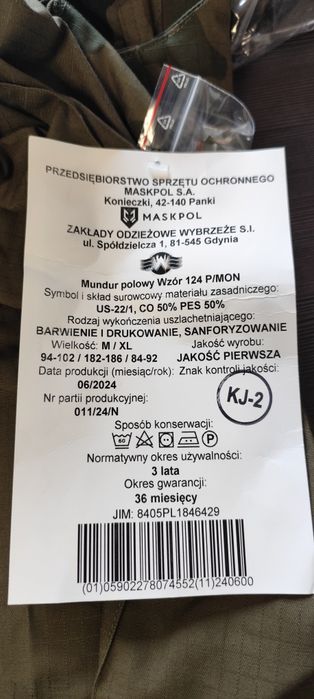 PRZEDSIĘBIORSTWO SPRZĘTU OCHRONNEGO
MASKPOL S.A.
Konieczki, 42-140 Panki
MASKPOL
ZAKŁADY ODZIEŻOWE WYBRZEŻE S.I.
ul. Spółdzielcza 1, 81-545 Gdynia
W
Mundur polowy Wzór 124 P/MON
Symbol i skład surowcowy materiału zasadniczego:
US-22/1, CO 50% PES 50%
Rodzaj wykończenia uszlachetniającego:
BARWIENIE I DRUKOWANIE, SANFORYZOWANIE
Wielkość: M / XL Jakość wyrobu:
94-102 / 182-186 / 84-92 JAKOŚĆ PIERWSZA
Data produkcji (miesiąc/rok): Znak kontroli jakości:
06/2024
KJ-2
Nr partii produkcyjnej:
011/24/N
Sposób konserwacji:
60 P
Normatywny okres używalności:
3 lata
Okres gwarancji:
36 miesięcy
JIM: 8405PL1846429
(01)05902278074552(11)240600